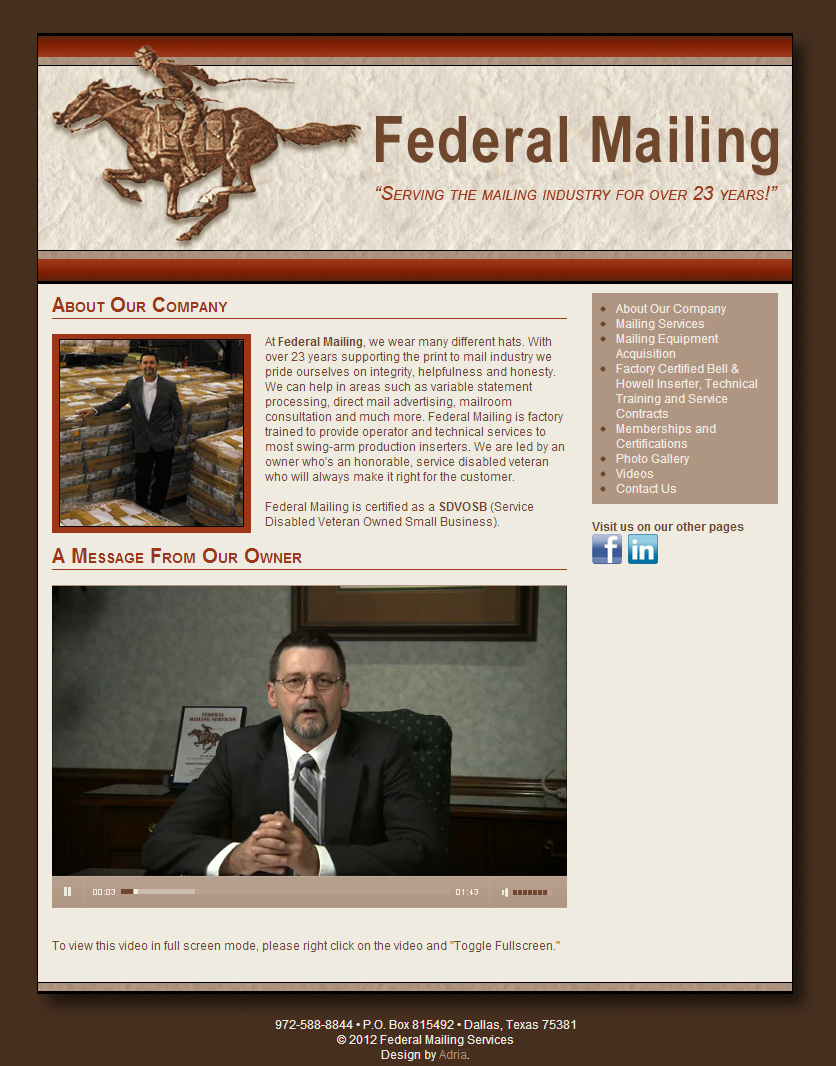 Federal Mailing
“Serving the mailing industry for over 23 years!”
About Our Company
At Federal Mailing, we wear many different hats. With
over 23 years supporting the print to mail industry we
pride ourselves on integrity, helpfulness and honesty.
We can help in areas such as variable statement
processing, direct mail advertising, mailroom
consultation and much more. Federal Mailing is factory
trained to provide operator and technical services to
most swing-arm production inserters. We are led by an
owner who's an honorable, service disabled veteran
who will always make it right for the customer.
Federal Mailing is certified as a SDVOSB (Service
Disabled Veteran Owned Small Business).
About Our Company
Mailing Services
Mailing Equipment
Acquisition
Factory Certified Bell &
Howell Inserter, Technical
Training and Service
Contracts
Memberships and
Certifications
Photo Gallery
Videos
Contact Us
Visit us on our other pages
f in
A Message From Our Owner
FEDERAL
MAILING SERVICES
00:03 01:43
To view this video in full screen mode, please right click on the video and "Toggle Fullscreen."
972-588-8844 • P.O. Box 815492 • Dallas, Texas 75381
© 2012 Federal Mailing Services
Design by Adria.